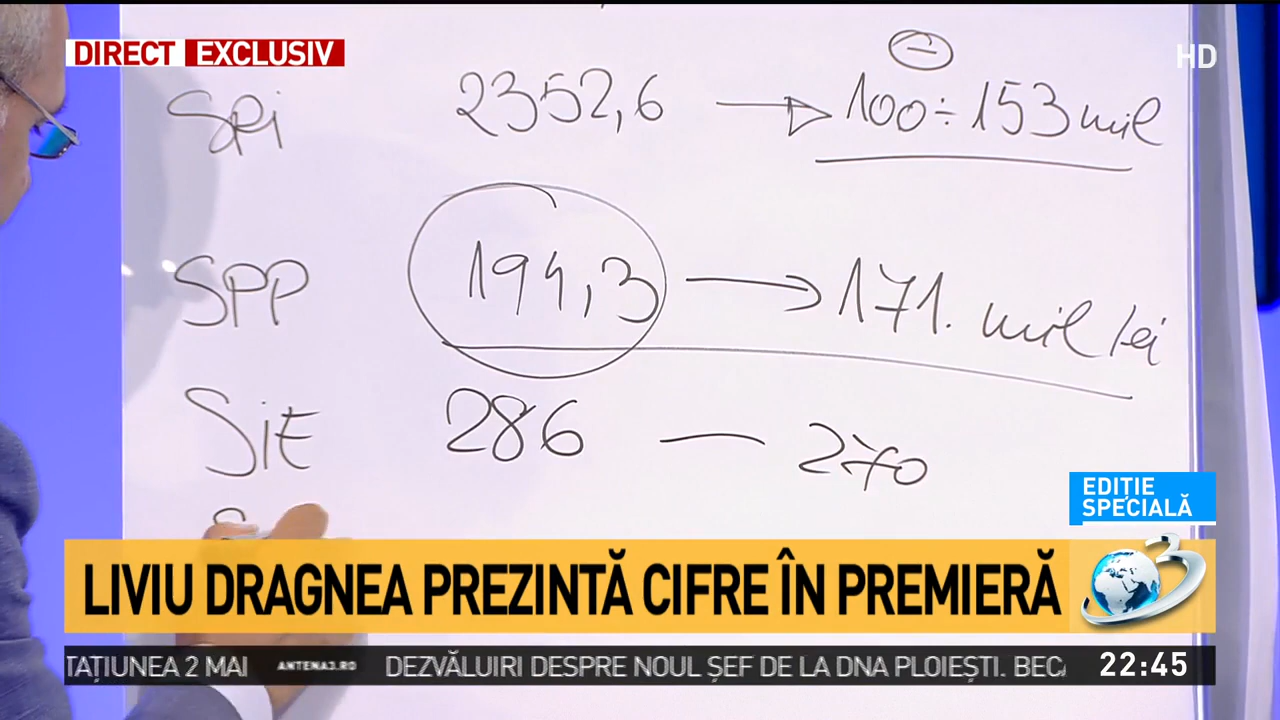 DIRECT EXCLUSIV
HD
SRi 2352,6 → 100÷153 mil
SPP 194,3 → 171. mil lei
SiE 286 — 270
EDIȚIE
SPECIALĂ
LIVIU DRAGNEA PREZINTĂ CIFRE ÎN PREMIERĂ
3
TAȚIUNEA 2 MAI ANTENA3.RO DEZVĂLUIRI DESPRE NOUL ȘEF DE LA DNA PLOIEȘTI. BECA 22:45